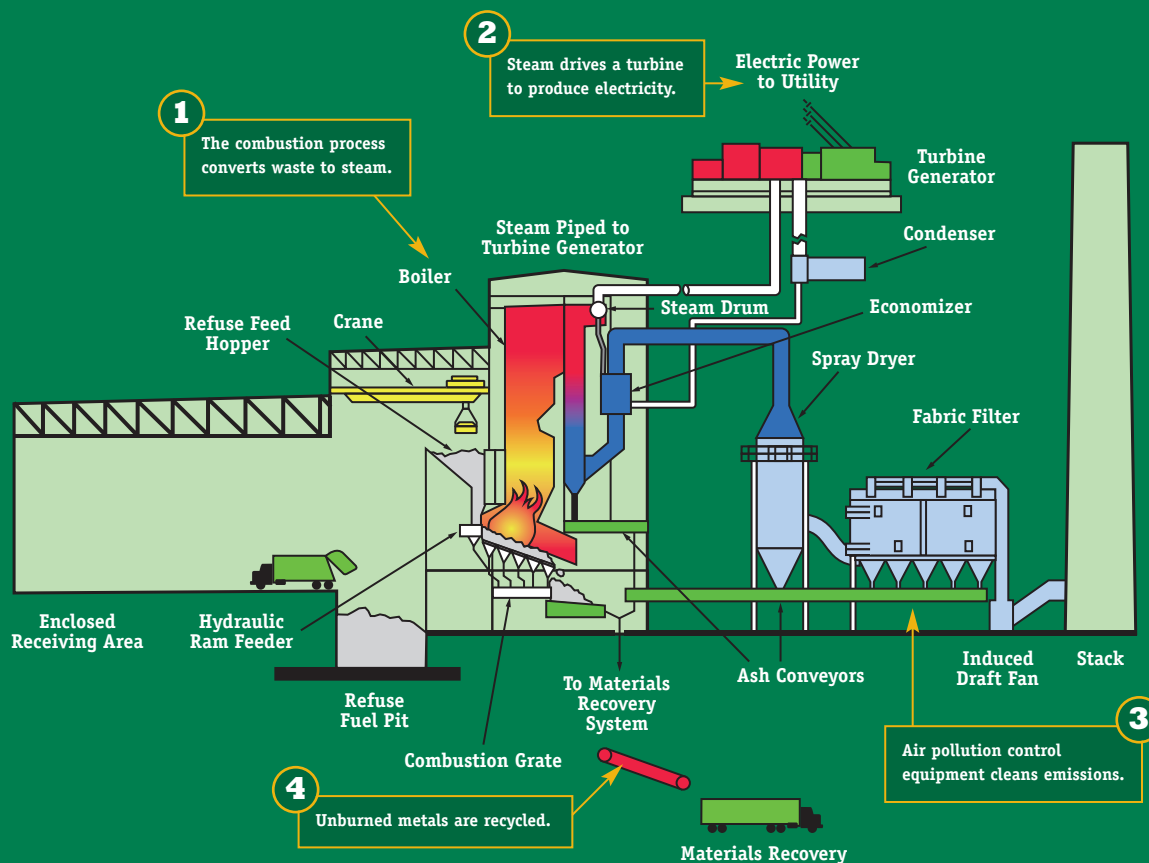 2
Steam drives a turbine
to produce electricity.
Electric Power
to Utility
1
The combustion process
converts waste to steam.
Turbine
Generator
Steam Piped to
Turbine Generator
Condenser
Boiler
Steam Drum
Economizer
Refuse Feed
Hopper
Crane
Spray Dryer
Fabric Filter
Enclosed
Receiving Area
Hydraulic
Ram Feeder
Refuse
Fuel Pit
Combustion Grate
To Materials
Recovery
System
Ash Conveyors
Induced
Draft Fan
Stack
3
Air pollution control
equipment cleans emissions.
4
Unburned metals are recycled.
Materials Recovery